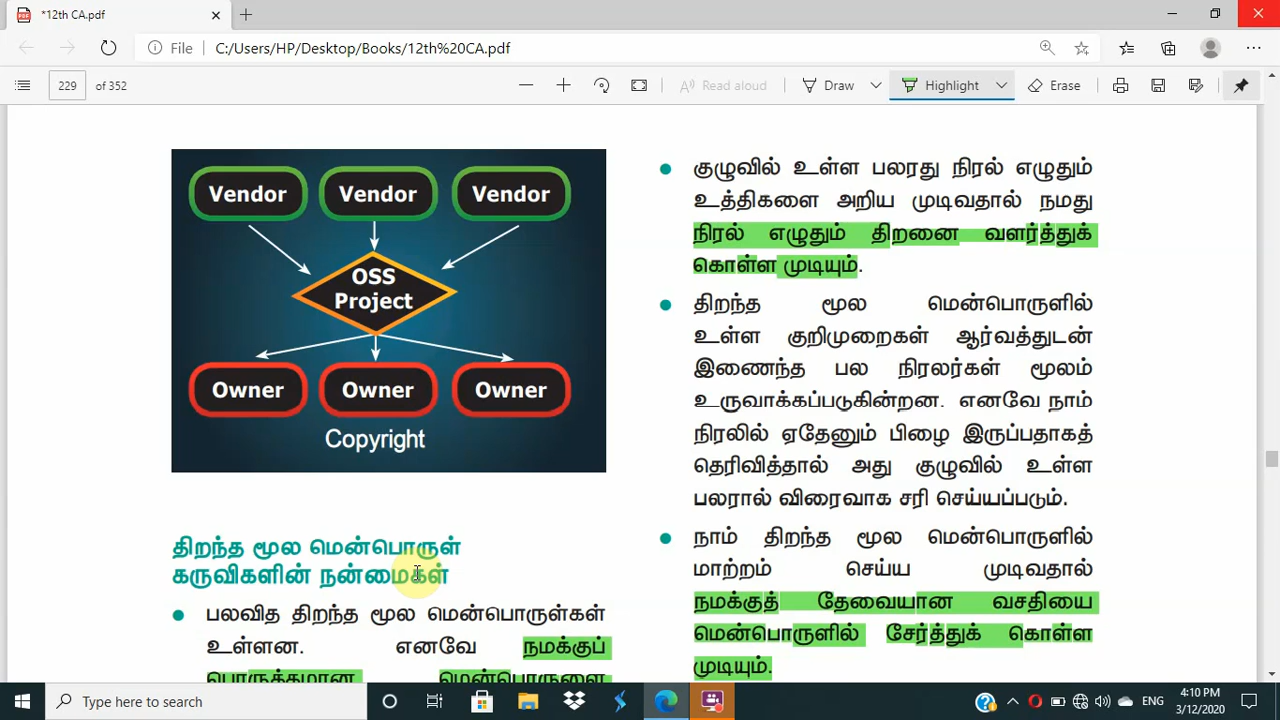 *12th CA.pdf
File C:/Users/HP/Desktop/Books/12th%20CA.pdf
229 of 352 Read aloud Draw Highlight Erase
Vendor Vendor Vendor
OSS
Project
Owner Owner Owner
Copyright
திறந்த மூல மென்பொருள்
கருவிகளின் நன்மைகள்
பலவித திறந்த மூல மென்பொருள்கள்
உள்ளன. எனவே நமக்குப்
பொருத்தமான மென்பொருளை
குழுவில் உள்ள பலரது நிரல் எழுதும்
உத்திகளை அறிய முடிவதால் நமது
நிரல் எழுதும் திறனை வளர்த்துக்
கொள்ள முடியும்.
திறந்த மூல மென்பொருளில்
உள்ள குறிமுறைகள் ஆர்வத்துடன்
இணைந்த பல நிரலர்கள் மூலம்
உருவாக்கப்படுகின்றன. எனவே நாம்
நிரலில் ஏதேனும் பிழை இருப்பதாகத்
தெரிவித்தால் அது குழுவில் உள்ள
பலரால் விரைவாக சரி செய்யப்படும்.
நாம் திறந்த மூல மென்பொருளில்
மாற்றம் செய்ய முடிவதால்
நமக்குத் தேவையான வசதியை
மென்பொருளில் சேர்த்துக் கொள்ள
முடியும்.
Type here to search ENG 4:10 PM
3/12/2020